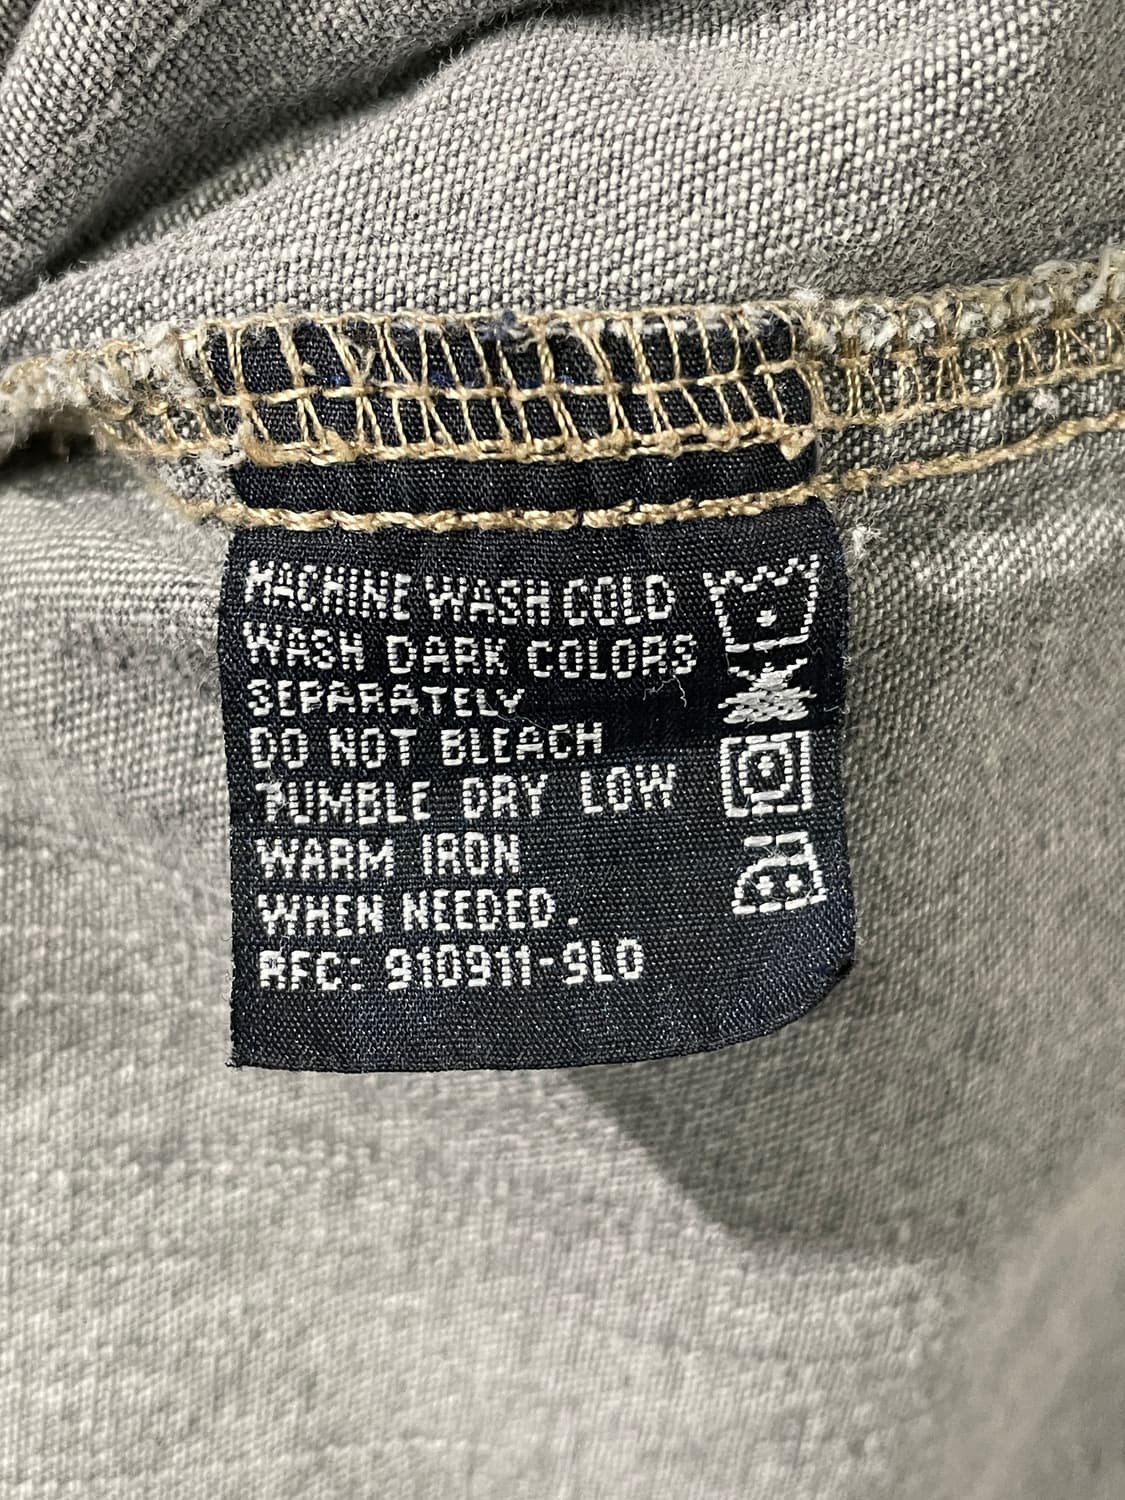 MACHINE WASH COLD
WASH DARK COLORS
SEPARATELY
DO NOT BLEACH
TUMBLE DRY LOW
WARM IRON
WHEN NEEDED.
RFC: 910911-9L0